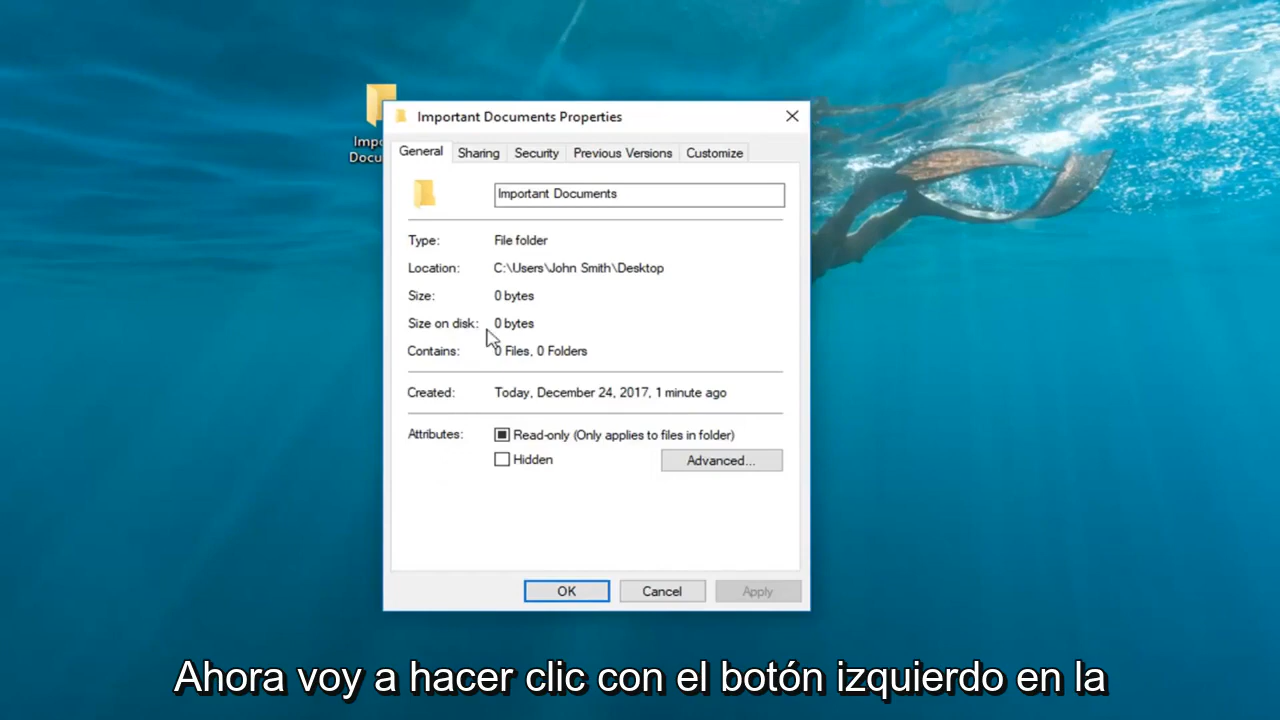 Impo
Docu
Important Documents Properties
General Sharing Security Previous Versions Customize
Important Documents
Type: File folder
Location: C:\Users\John Smith\Desktop
Size: 0 bytes
Size on disk: 0 bytes
Contains: 0 Files, 0 Folders
Created: Today, December 24, 2017, 1 minute ago
Attributes: Read-only (Only applies to files in folder)
Hidden Advanced...
OK Cancel Apply
Ahora voy a hacer clic con el botón izquierdo en la